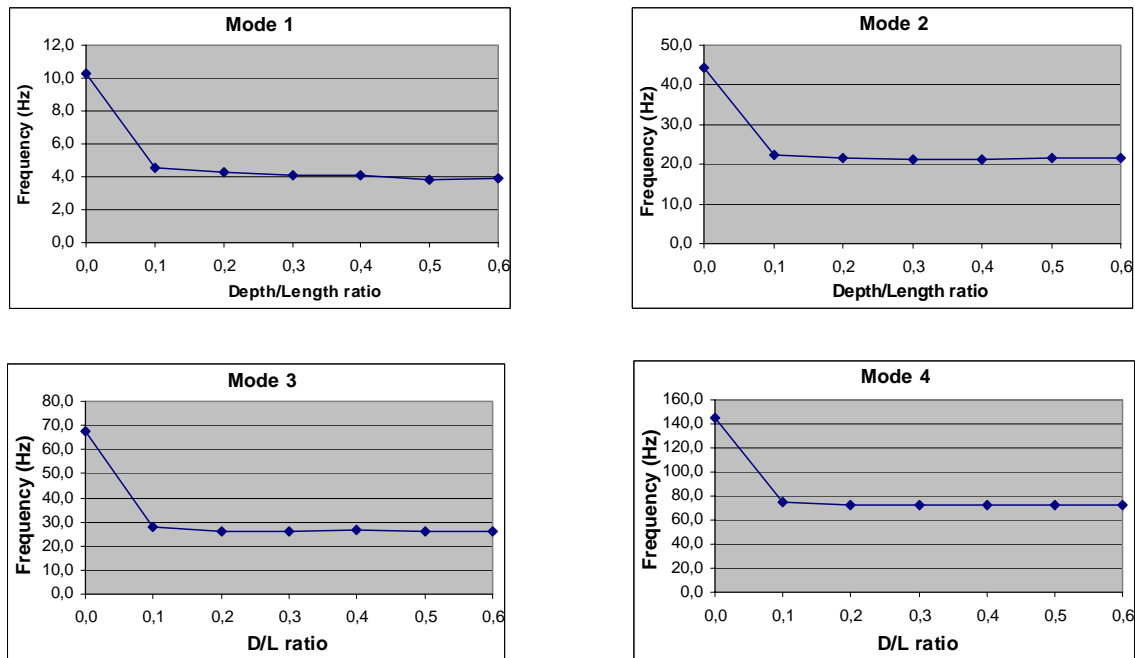 Mode 1
12,0
10,0
8,0
6,0
4,0
2,0
0,0
Frequency (Hz)
0,0 0,1 0,2 0,3 0,4 0,5 0,6
Depth/Length ratio
Mode 2
50,0
40,0
30,0
20,0
10,0
0,0
Frequency (Hz)
0,0 0,1 0,2 0,3 0,4 0,5 0,6
Depth/Length ratio
Mode 3
80,0
70,0
60,0
50,0
40,0
30,0
20,0
10,0
0,0
Frequency (Hz)
0,0 0,1 0,2 0,3 0,4 0,5 0,6
D/L ratio
Mode 4
160,0
140,0
120,0
100,0
80,0
60,0
40,0
20,0
0,0
Frequency (Hz)
0,0 0,1 0,2 0,3 0,4 0,5 0,6
D/L ratio